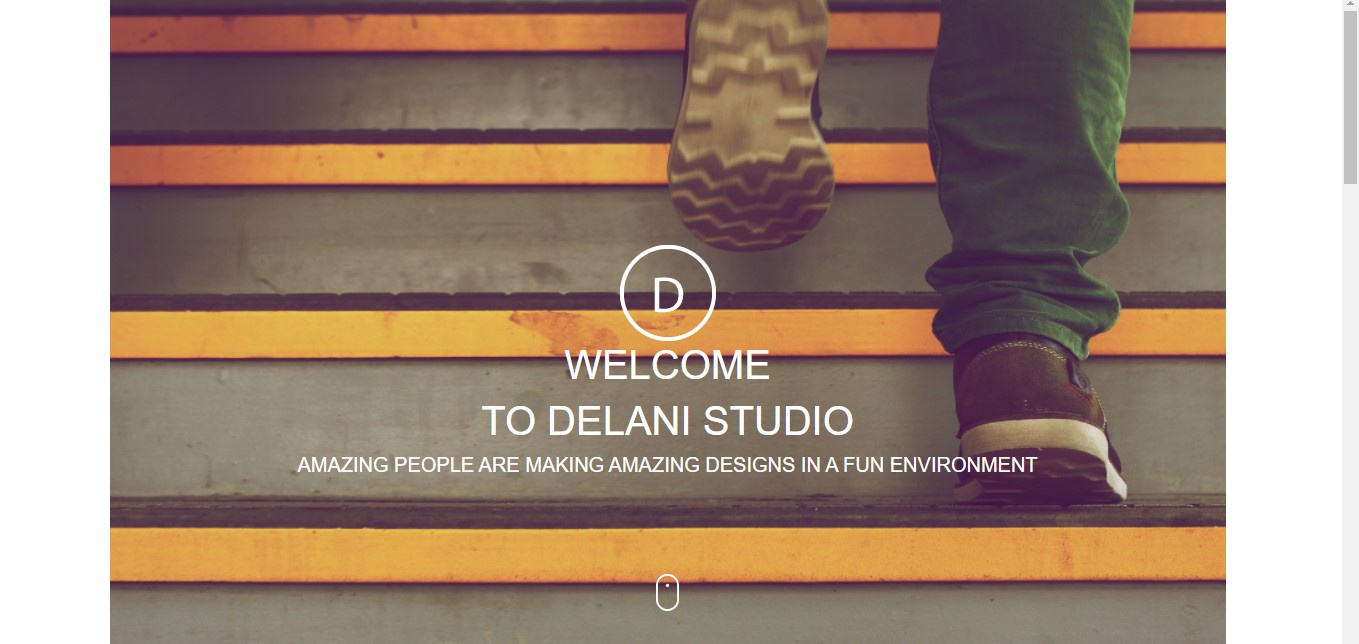 D
WELCOME
TO DELANI STUDIO
AMAZING PEOPLE ARE MAKING AMAZING DESIGNS IN A FUN ENVIRONMENT